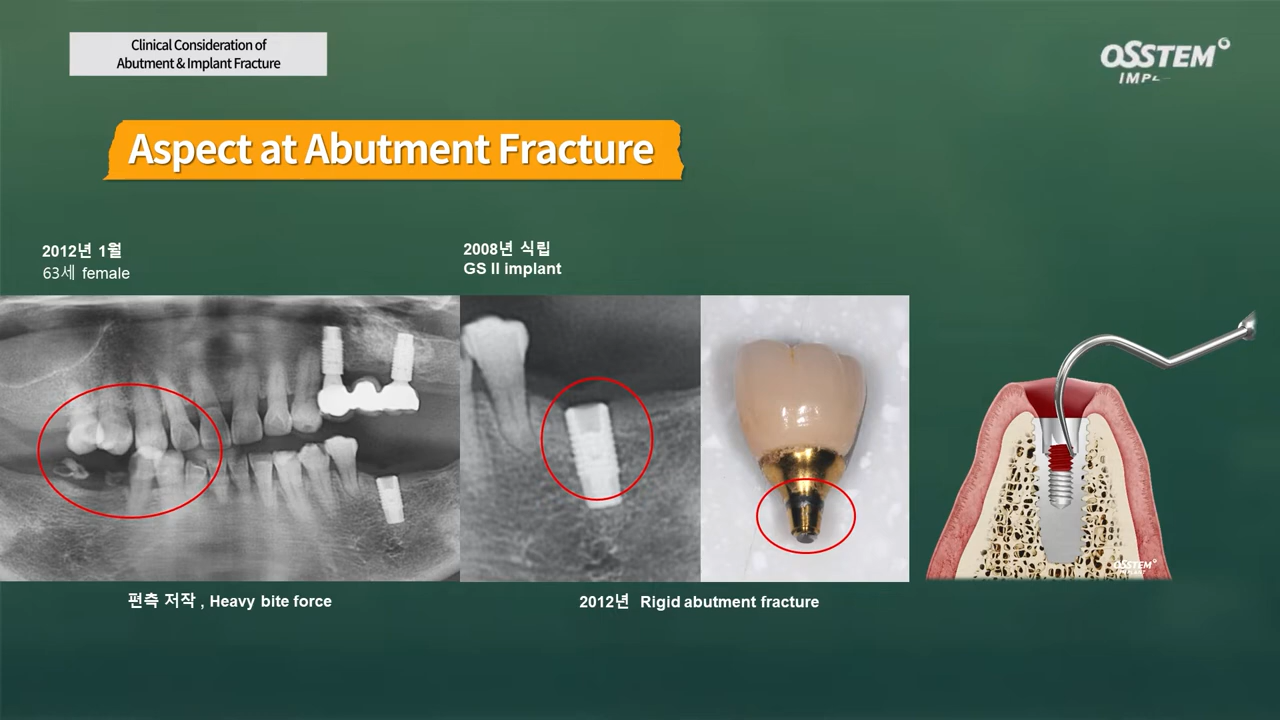 Clinical Consideration of
Abutment & Implant Fracture
OSSTEM
IMPL
Aspect at Abutment Fracture
2012년 1월
63세 female
2008년 식립
GS II implant
OSSTEM
IMPLANT
편측 저작 , Heavy bite force
2012년 Rigid abutment fracture